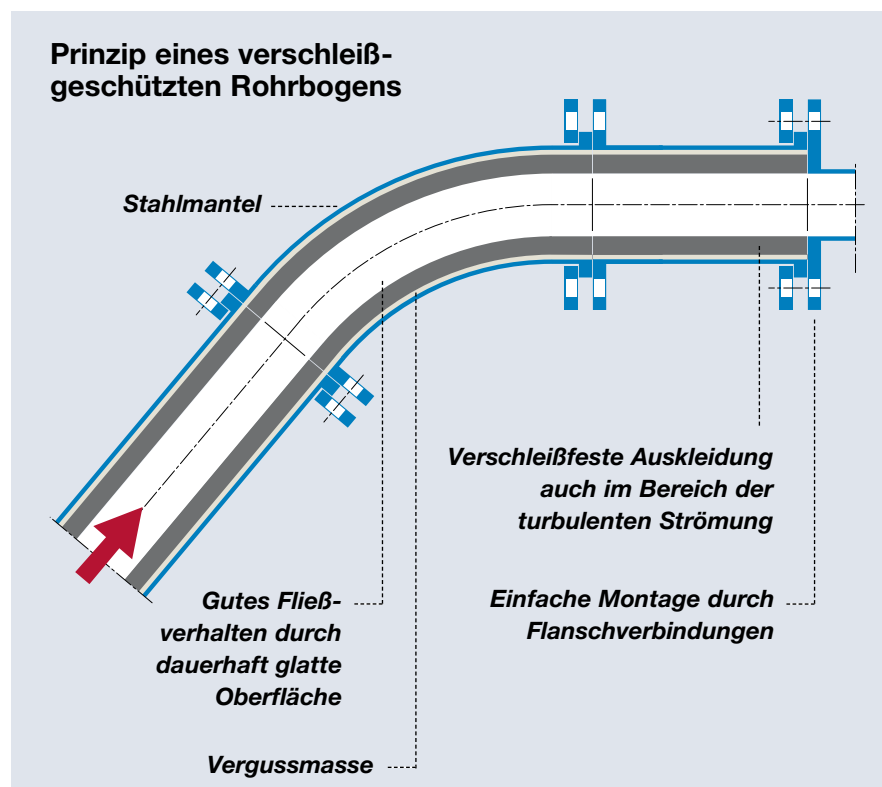 Prinzip eines verschleiß-
geschützten Rohrbogens
Stahlmantel
Verschleißfeste Auskleidung
auch im Bereich der
turbulenten Strömung
Gutes Fließ-
verhalten durch
dauerhaft glatte
Oberfläche
Einfache Montage durch
Flanschverbindungen
Vergussmasse